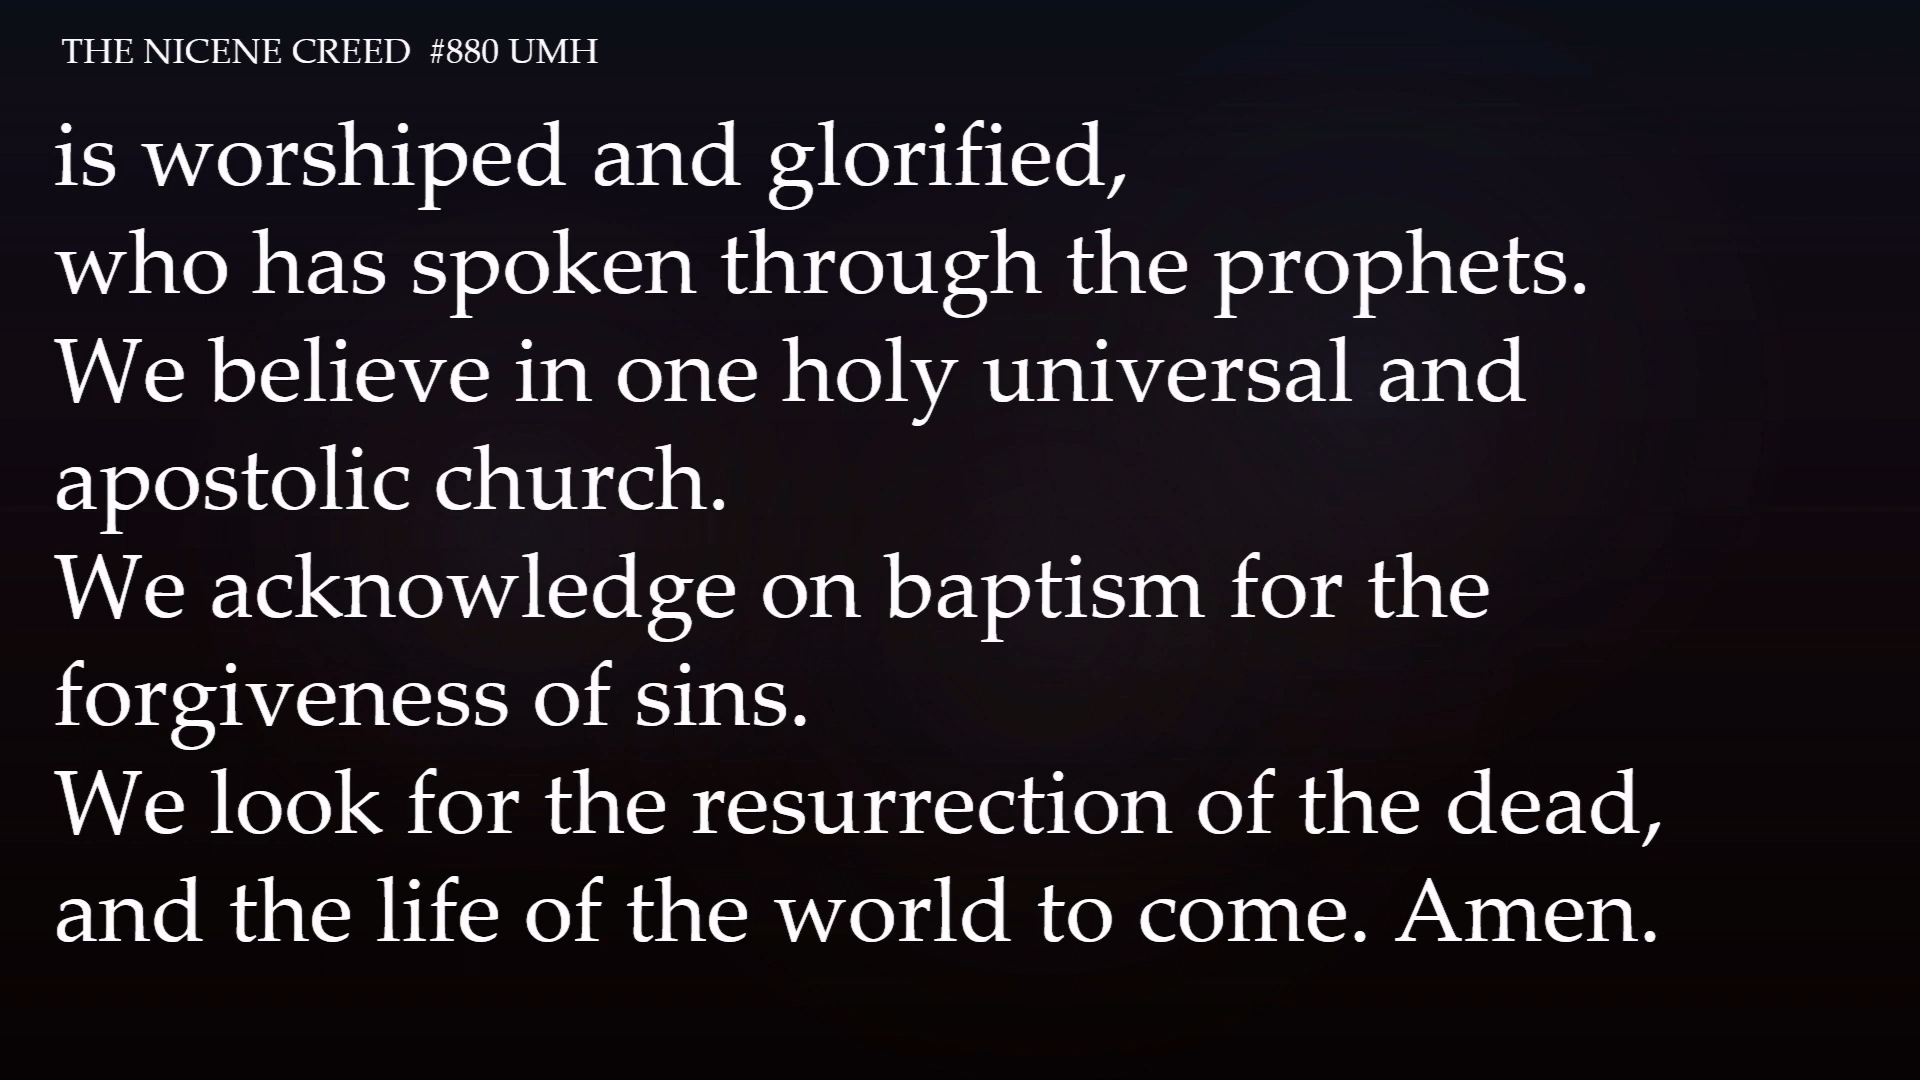 THE NICENE CREED  #880 UMH
is worshiped and glorified,
who has spoken through the prophets.
We believe in one holy universal and
apostolic church.
We acknowledge on baptism for the
forgiveness of sins.
We look for the resurrection of the dead,
and the life of the world to come. Amen.